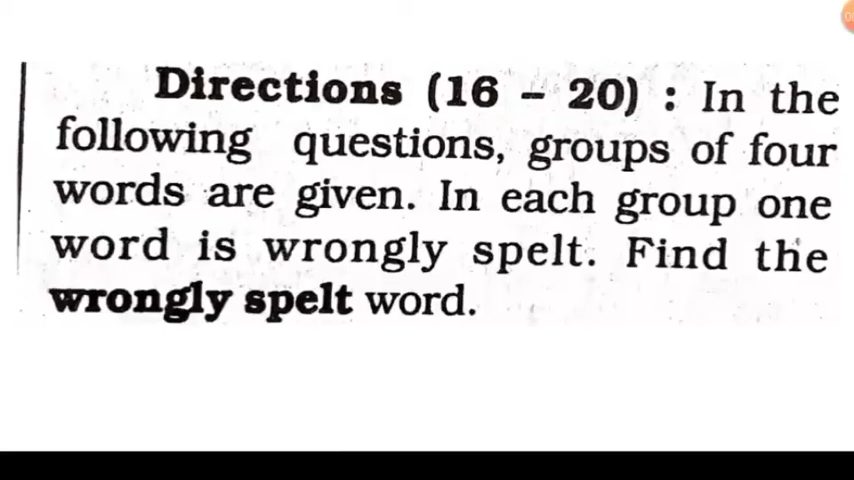 Directions (16 – 20) : In the
following questions, groups of four
words are given. In each group one
word is wrongly spelt. Find the
wrongly spelt word.